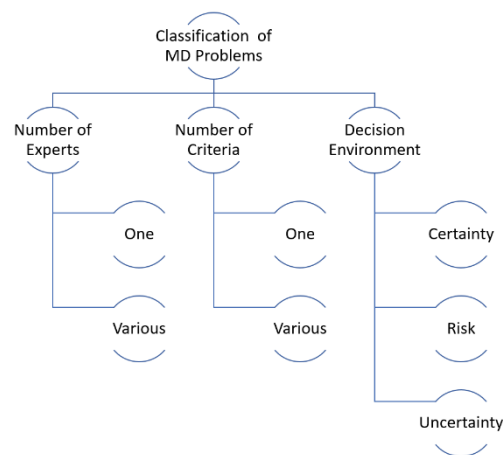 Classification of
MD Problems
Number of
Experts
Number of
Criteria
Decision
Environment
One
One
Certainty
Various
Various
Risk
Uncertainty